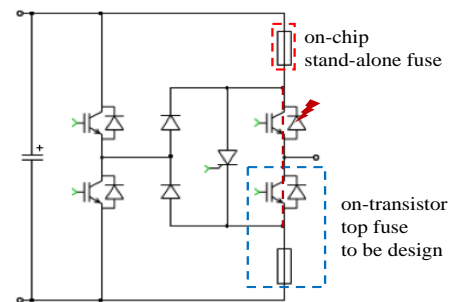 on-chip
stand-alone fuse
+
on-transistor
top fuse
to be design